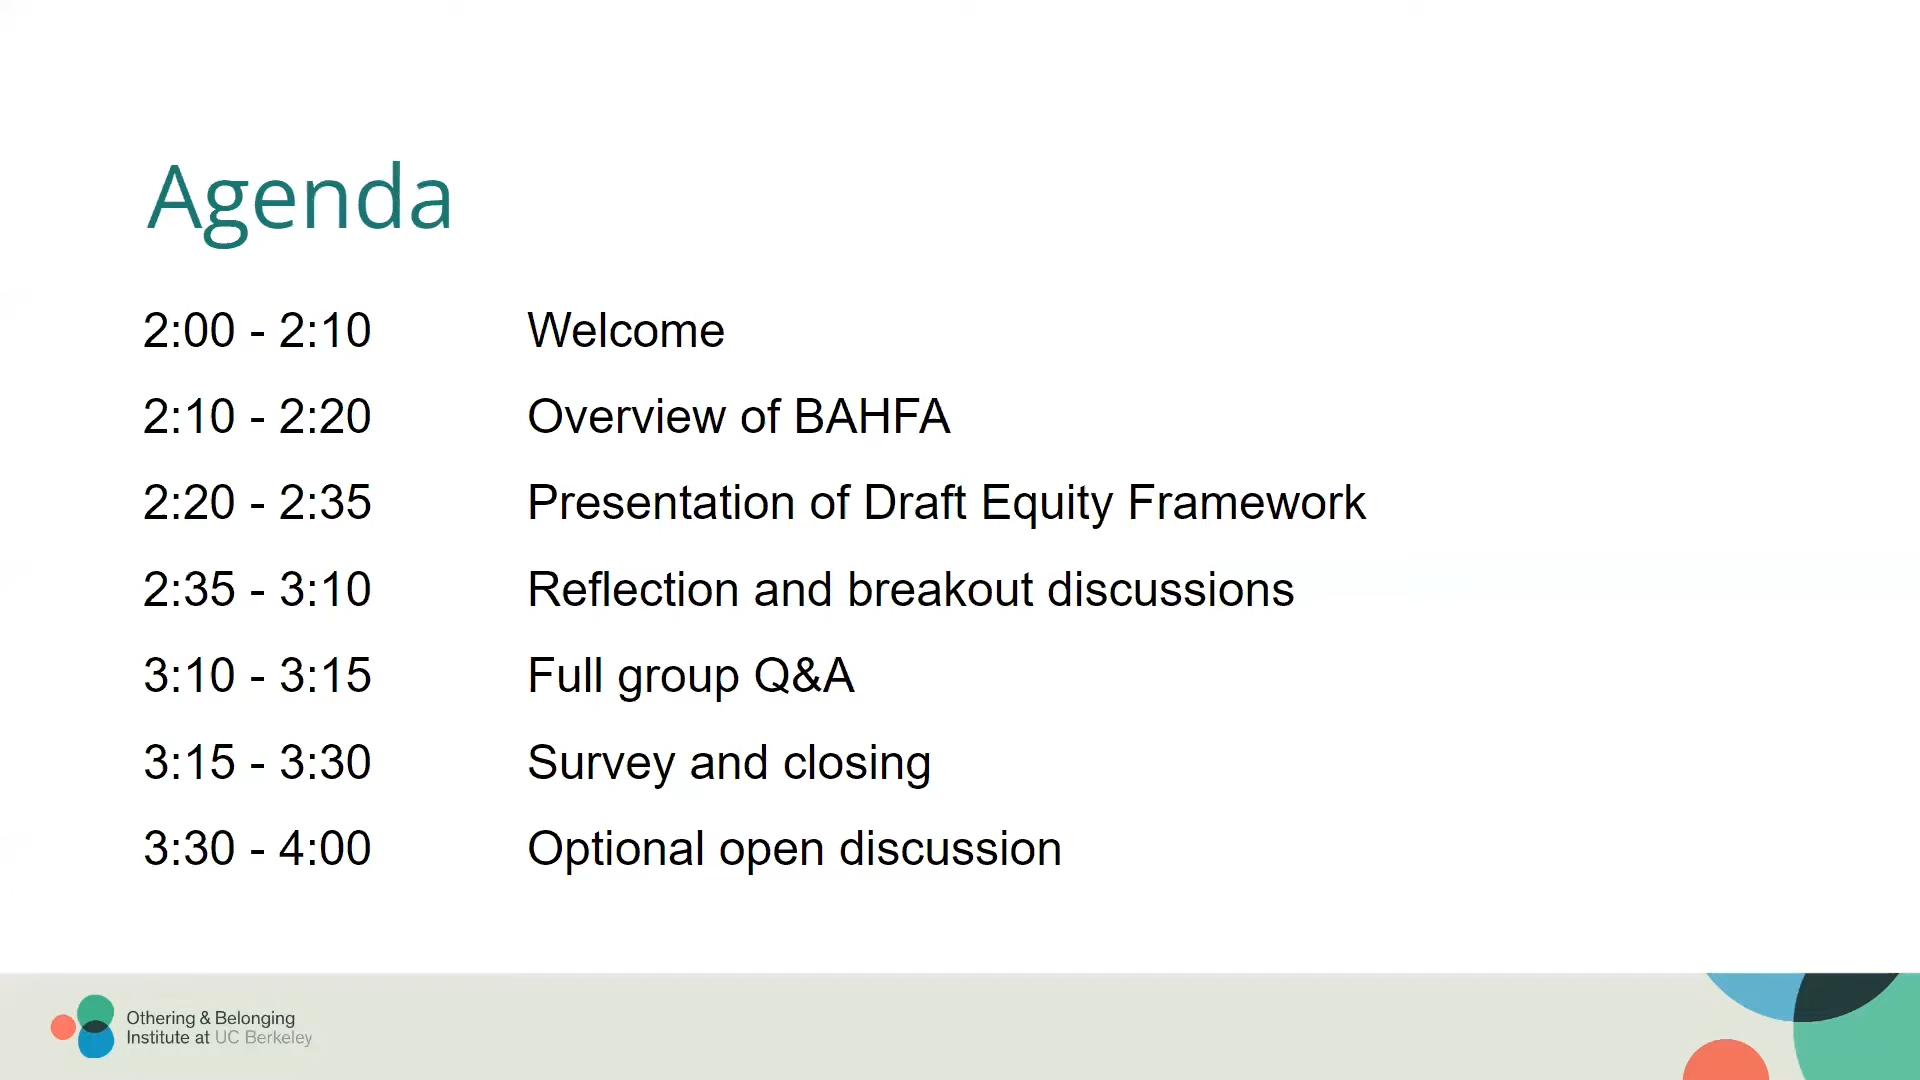 Agenda
2:00 - 2:10 Welcome
2:10 - 2:20 Overview of BAHFA
2:20 - 2:35 Presentation of Draft Equity Framework
2:35 - 3:10 Reflection and breakout discussions
3:10 - 3:15 Full group Q&A
3:15 - 3:30 Survey and closing
3:30 - 4:00 Optional open discussion
Othering & Belonging
Institute at UC Berkeley